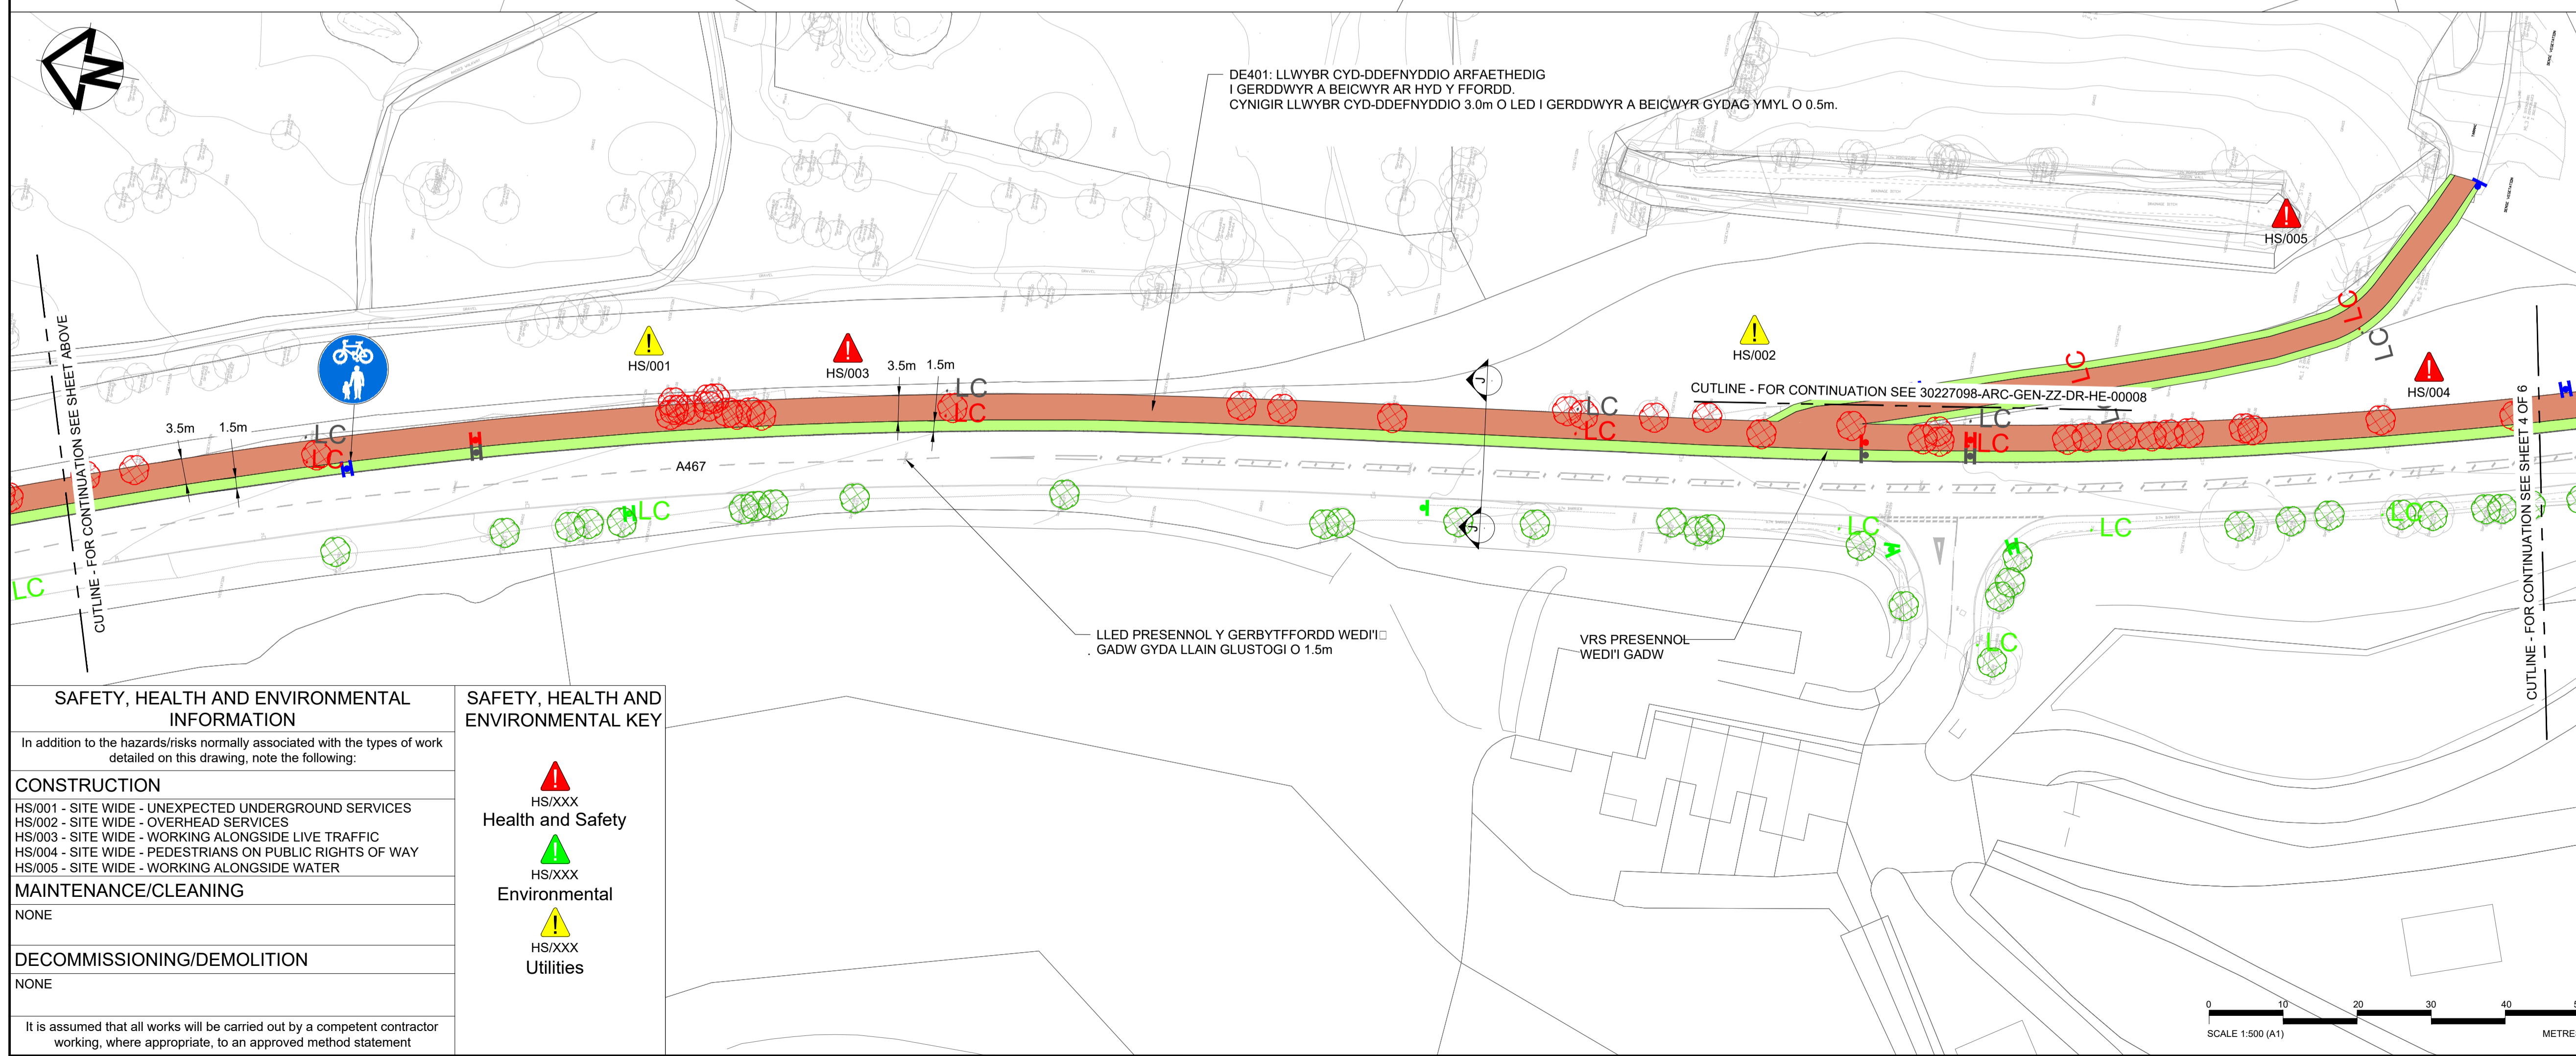 DE401: LLWYBR CYD-DDEFNYDDIO ARFAETHEDIG
I GERDDWYR A BEICWYR AR HYD Y FFORDD.
CYNIGIR LLWYBR CYD-DDEFNYDDIO 3.0m O LED I GERDDWYR A BEICWYR GYDAG YMYL O 0.5m.
HS/005
HS/001
HS/003
HS/002
HS/004
3.5m
1.5m
3.5m
1.5m
CUTLINE - FOR CONTINUATION SEE SHEET ABOVE
CUTLINE - FOR CONTINUATION SEE 30227098-ARC-GEN-ZZ-DR-HE-00008
CUTLINE - FOR CONTINUATION SEE SHEET 4 OF 6
LC
LC
LC
LC
LC
LC
LC
LC
LC
LC
LC
A467
J
J
LC
LC
LC
LC
LC
LC
LLED PRESENNOL Y GERBYTFFORDD WEDI'I
GADW GYDA LLAIN GLUSTOGI O 1.5m
VRS PRESENNOL
WEDI'I GADW
SAFETY, HEALTH AND ENVIRONMENTAL
INFORMATION
In addition to the hazards/risks normally associated with the types of work
detailed on this drawing, note the following:
CONSTRUCTION
HS/001 - SITE WIDE - UNEXPECTED UNDERGROUND SERVICES
HS/002 - SITE WIDE - OVERHEAD SERVICES
HS/003 - SITE WIDE - WORKING ALONGSIDE LIVE TRAFFIC
HS/004 - SITE WIDE - PEDESTRIANS ON PUBLIC RIGHTS OF WAY
HS/005 - SITE WIDE - WORKING ALONGSIDE WATER
MAINTENANCE/CLEANING
NONE
DECOMMISSIONING/DEMOLITION
NONE
It is assumed that all works will be carried out by a competent contractor
working, where appropriate, to an approved method statement
SAFETY, HEALTH AND
ENVIRONMENTAL KEY
HS/XXX
Health and Safety
HS/XXX
Environmental
HS/XXX
Utilities
0 10 20 30 40
SCALE 1:500 (A1)
METRE